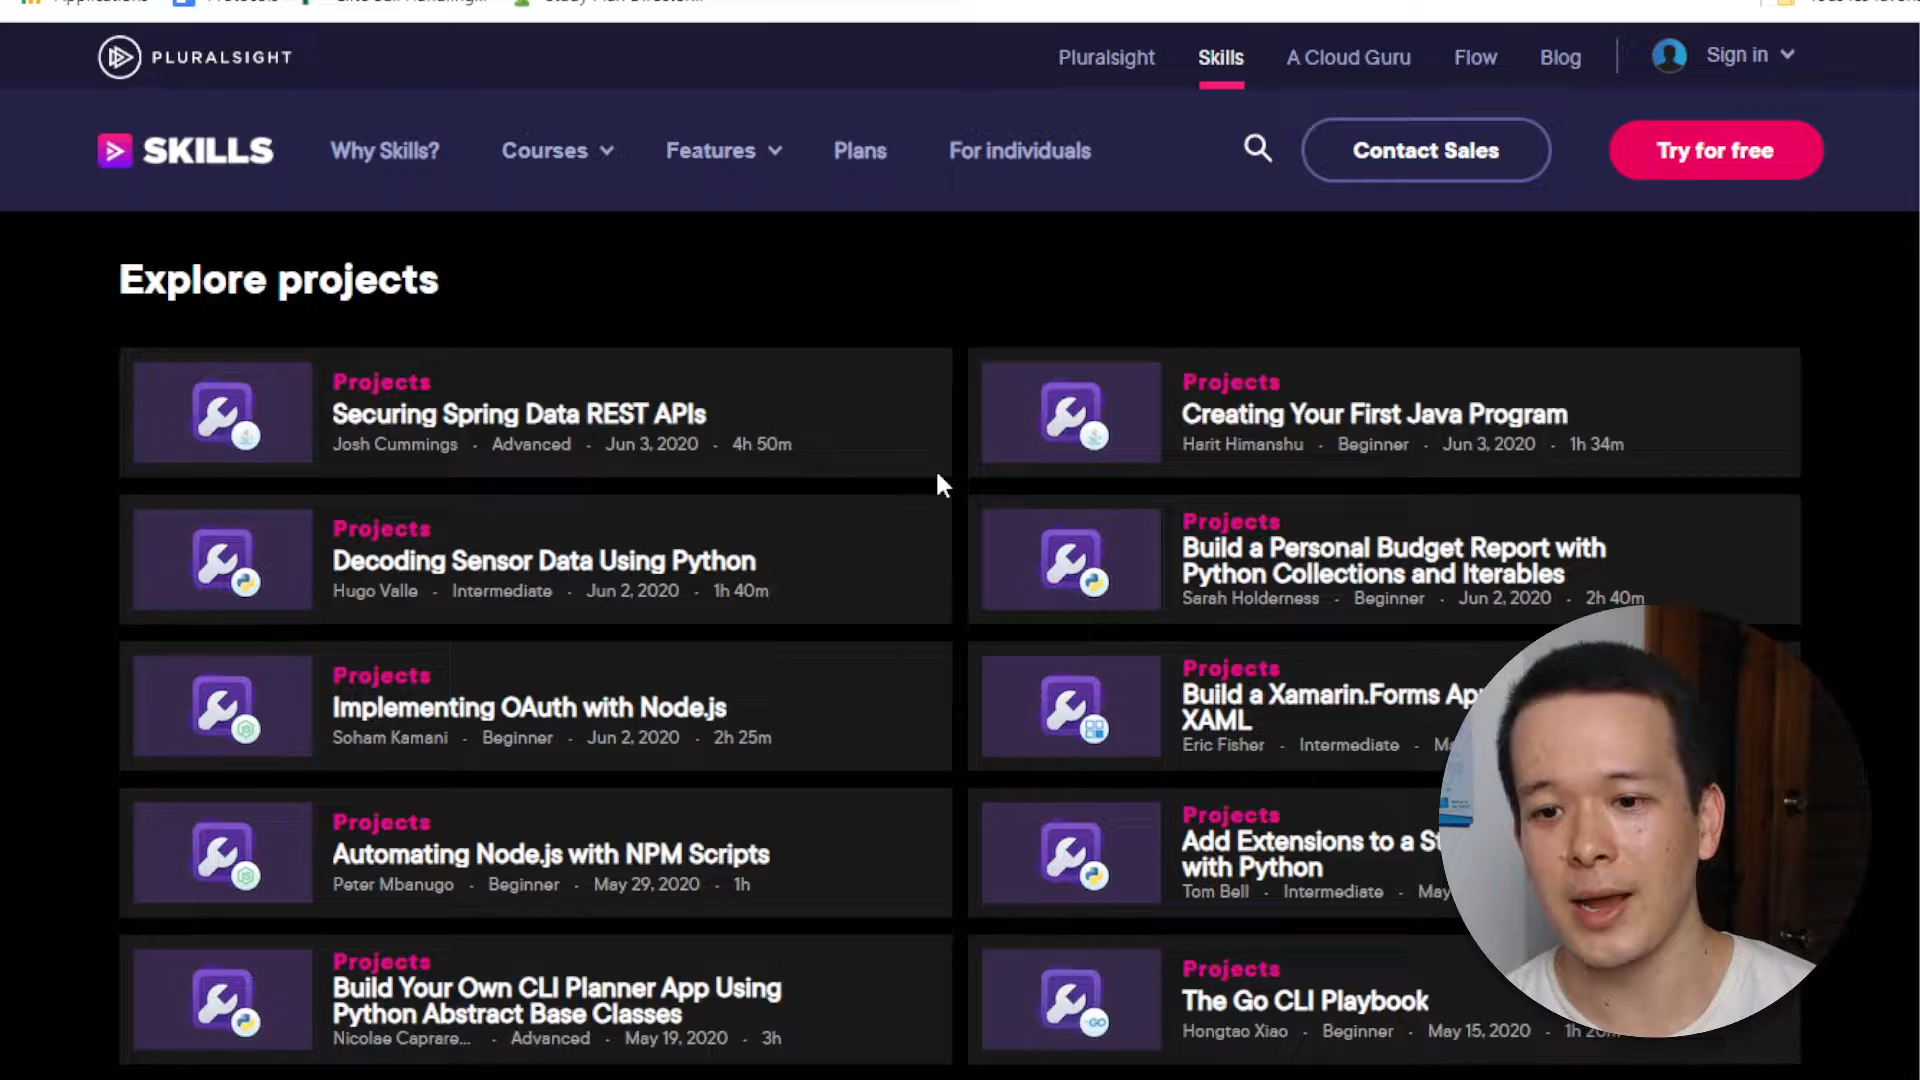 PLURALSIGHT
Pluralsight
Skills
A Cloud Guru
Flow
Blog
Sign in
SKILLS
Why Skills?
Courses
Features
Plans
For individuals
Contact Sales
Try for free
Explore projects
Projects
Securing Spring Data REST APIs
Josh Cummings - Advanced - Jun 3, 2020 - 4h 50m
Projects
Creating Your First Java Program
Harit Himanshu - Beginner - Jun 3, 2020 - 1h 34m
Projects
Decoding Sensor Data Using Python
Hugo Valle - Intermediate - Jun 2, 2020 - 1h 40m
Projects
Build a Personal Budget Report with
Python Collections and Iterables
Sarah Holderness - Beginner - Jun 2, 2020 - 2h 40m
Projects
Implementing OAuth with Node.js
Soham Kamani - Beginner - Jun 2, 2020 - 2h 25m
Projects
Build a Xamarin.Forms
XAML
Eric Fisher - Intermediate -
Projects
Automating Node.js with NPM Scripts
Peter Mbanugo - Beginner - May 29, 2020 - 1h
Projects
Add Extensions to a
with Python
Tom Bell - Intermediate - May
Projects
Build Your Own CLI Planner App Using
Python Abstract Base Classes
Nicolae Caprare... - Advanced - May 19, 2020 - 3h
Projects
The Go CLI Playbook
Hongtao Xiao - Beginner - May 15, 2020 - 1h